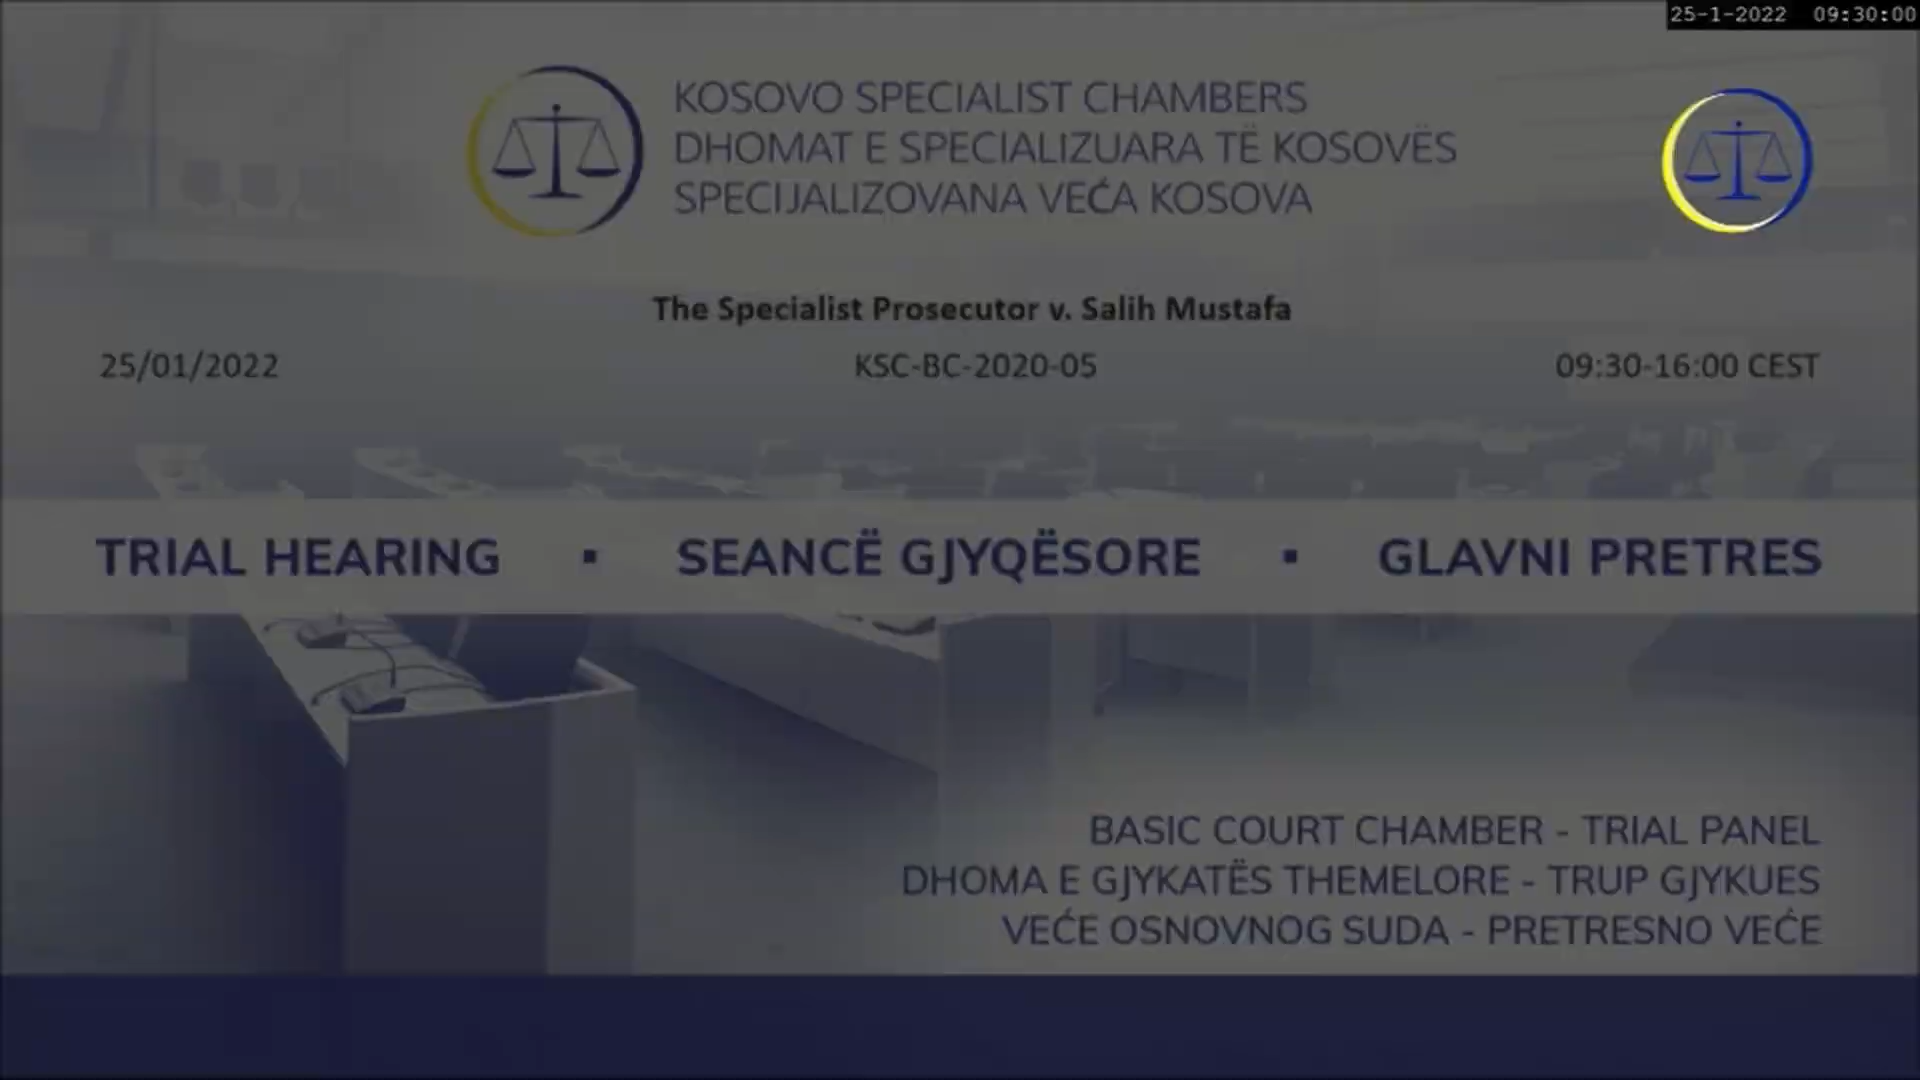 25-1-2022 09:30:00
KOSOVO SPECIALIST CHAMBERS
DHOMAT E SPECIALIZUARA TË KOSOVËS
SPECIJALIZOVANA VEĆA KOSOVA
The Specialist Prosecutor v. Salih Mustafa
25/01/2022 KSC-BC-2020-05 09:30-16:00 CEST
TRIAL HEARING ▪ SEANCË GJYQËSORE ▪ GLAVNI PRETRES
BASIC COURT CHAMBER - TRIAL PANEL
DHOMA E GJYKATËS THEMELORE - TRUP GJYKUES
VEĆE OSNOVNOG SUDA - PRETRESNO VEĆE